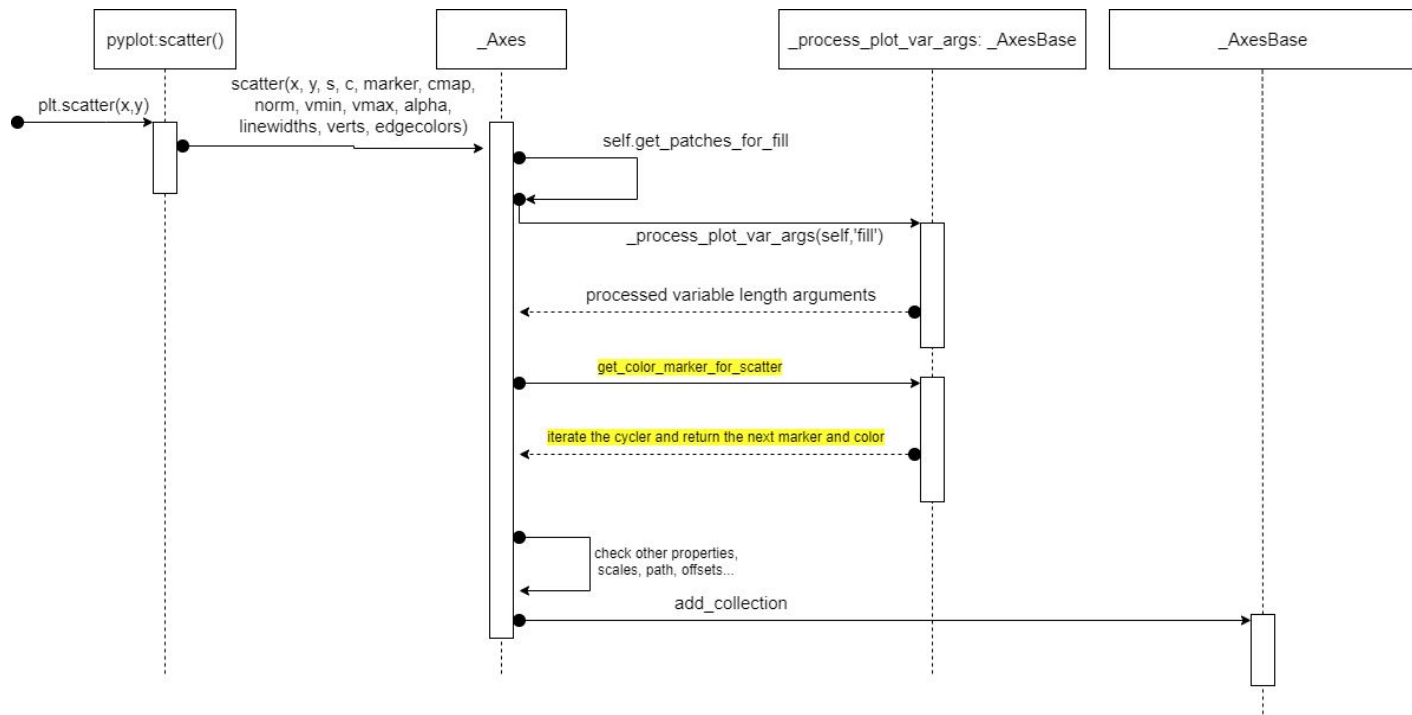 pyplot:scatter()
_Axes
_process_plot_var_args: _AxesBase
_AxesBase
plt.scatter(x,y)
scatter(x, y, s, c, marker, cmap,
norm, vmin, vmax, alpha,
linewidths, verts, edgecolors)
self.get_patches_for_fill
_process_plot_var_args(self,'fill')
processed variable length arguments
get_color_marker_for_scatter
iterate the cycler and return the next marker and color
check other properties,
scales, path, offsets...
add_collection